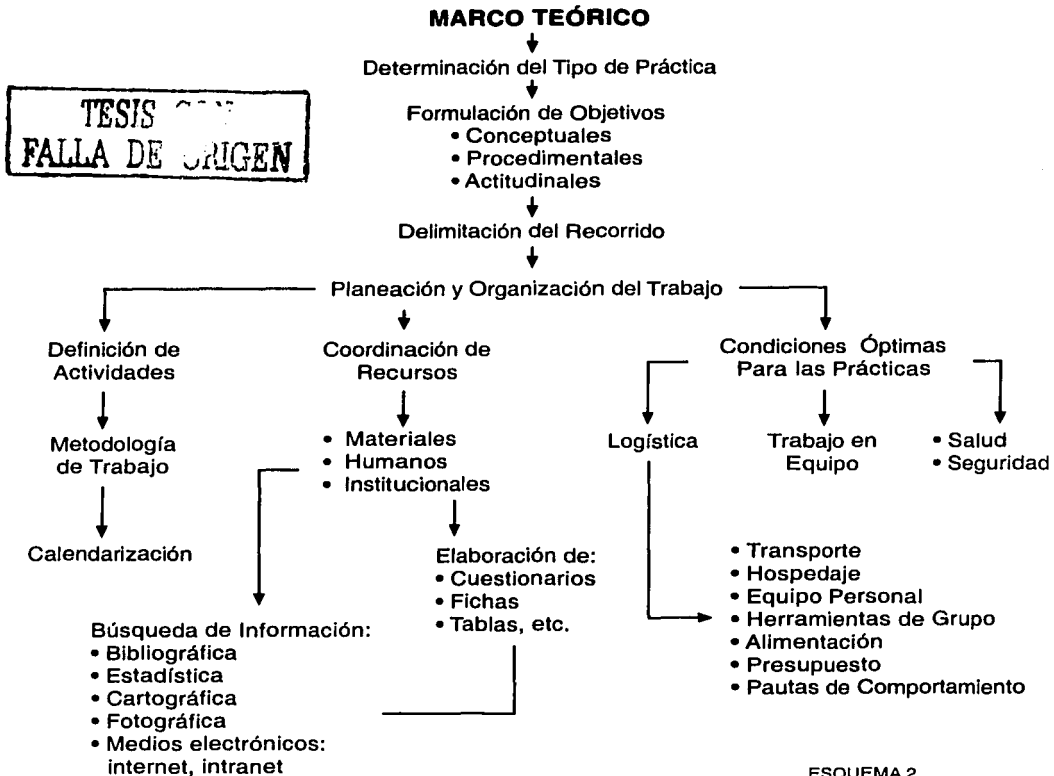 MARCO TEÓRICO
Determinación del Tipo de Práctica
TESIS
FALLA DE ORIGEN
Formulación de Objetivos
• Conceptuales
• Procedimentales
• Actitudinales
Delimitación del Recorrido
Planeación y Organización del Trabajo
Definición de
Actividades
Metodología
de Trabajo
Calendarización
Coordinación de
Recursos
• Materiales
• Humanos
• Institucionales
Elaboración de:
• Cuestionarios
• Fichas
• Tablas, etc.
Búsqueda de Información:
• Bibliográfica
• Estadística
• Cartográfica
• Fotográfica
• Medios electrónicos:
internet, intranet
Condiciones Óptimas
Para las Prácticas
Logística
Trabajo en
Equipo
• Salud
• Seguridad
• Transporte
• Hospedaje
• Equipo Personal
• Herramientas de Grupo
• Alimentación
• Presupuesto
• Pautas de Comportamiento
ESQUEMA 2